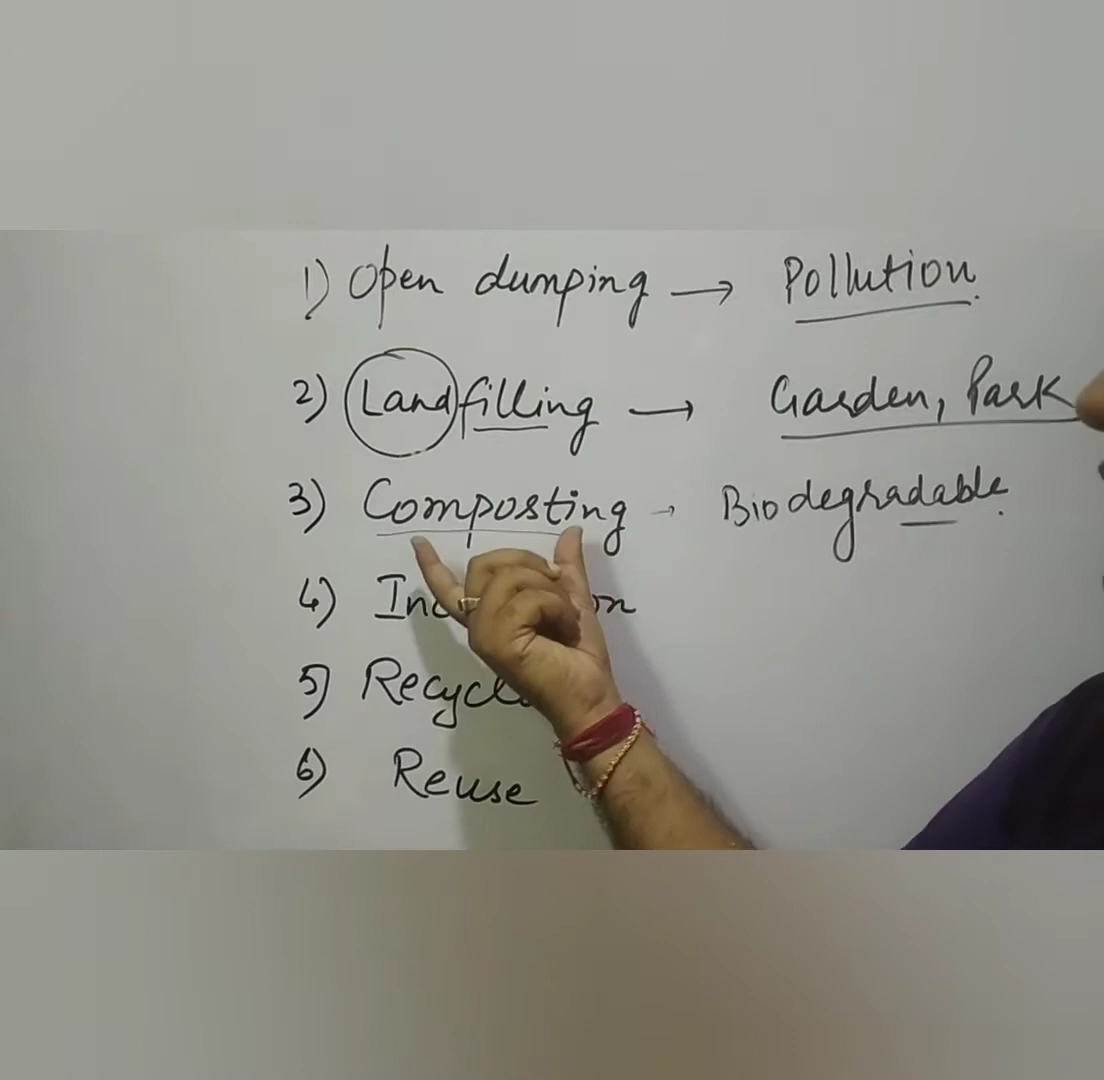 1) Open dumping → Pollution.
2) Landfilling → Garden, Park
3) Composting → Biodegradable.
4)
5)
6) Reuse